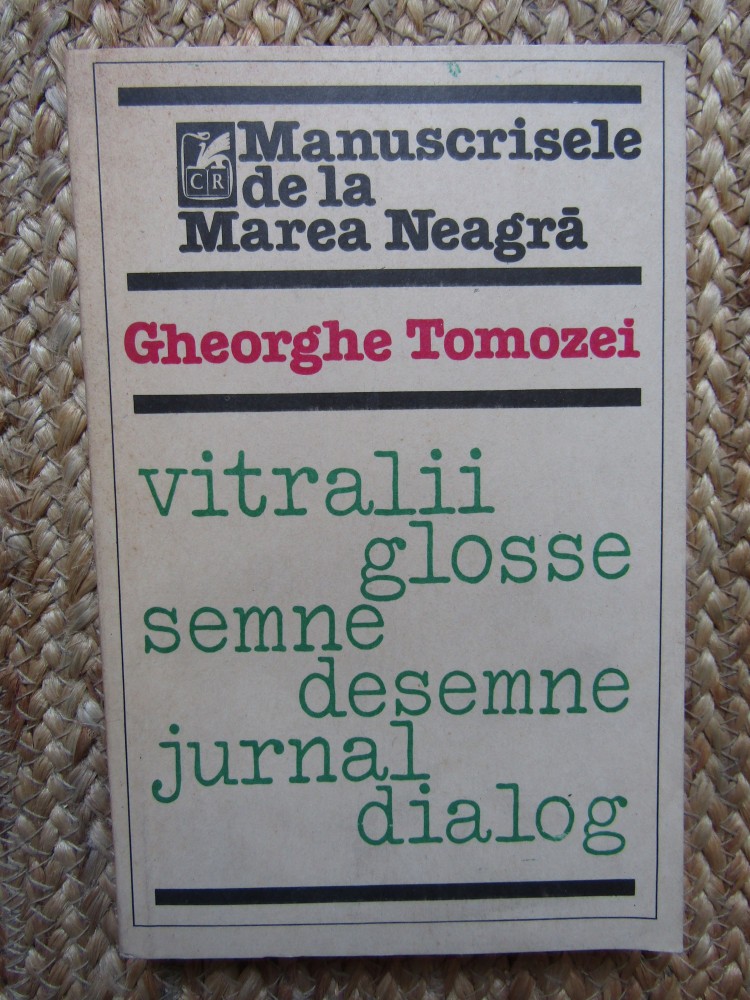 CR
Manuscrisele
de la
Marea Neagră
Gheorghe Tomozei
vitralii
glosse
semne
desemne
jurnal
dialog